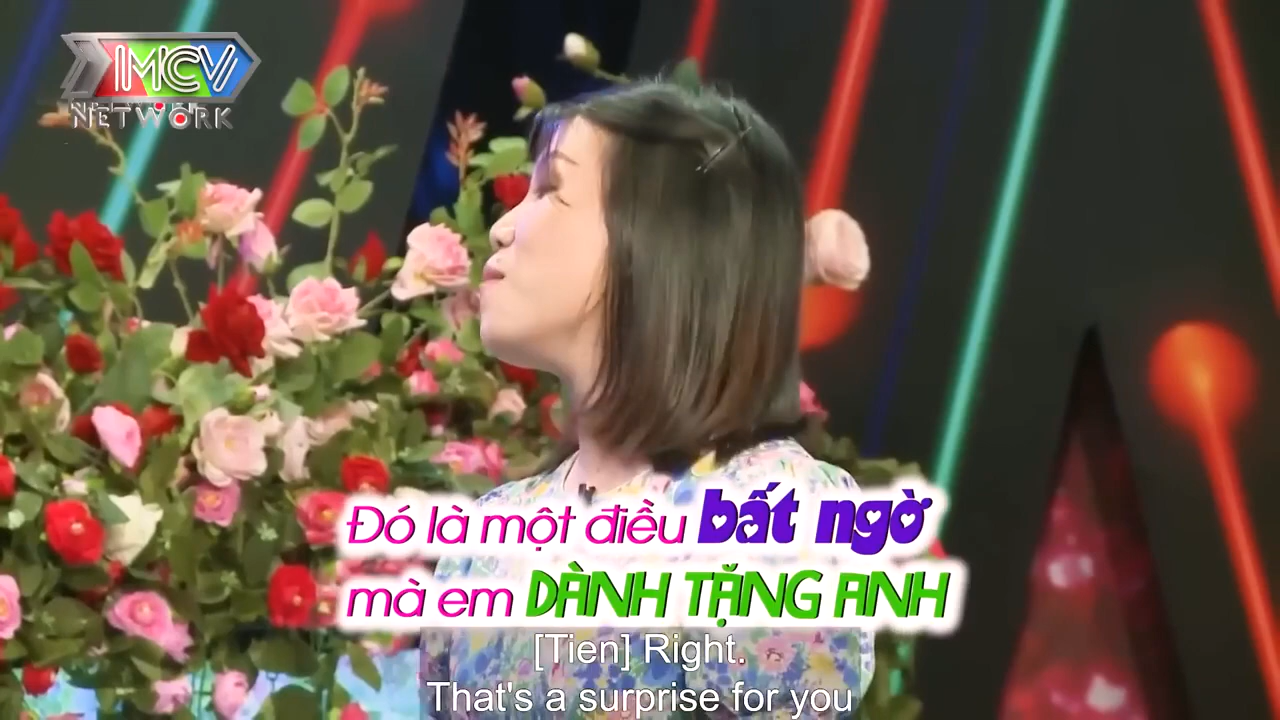 MCV
NETWORK
Đó là một điều bất ngờ
mà em DÀNH TẶNG ANH
[Tien] Right.
That's a surprise for you